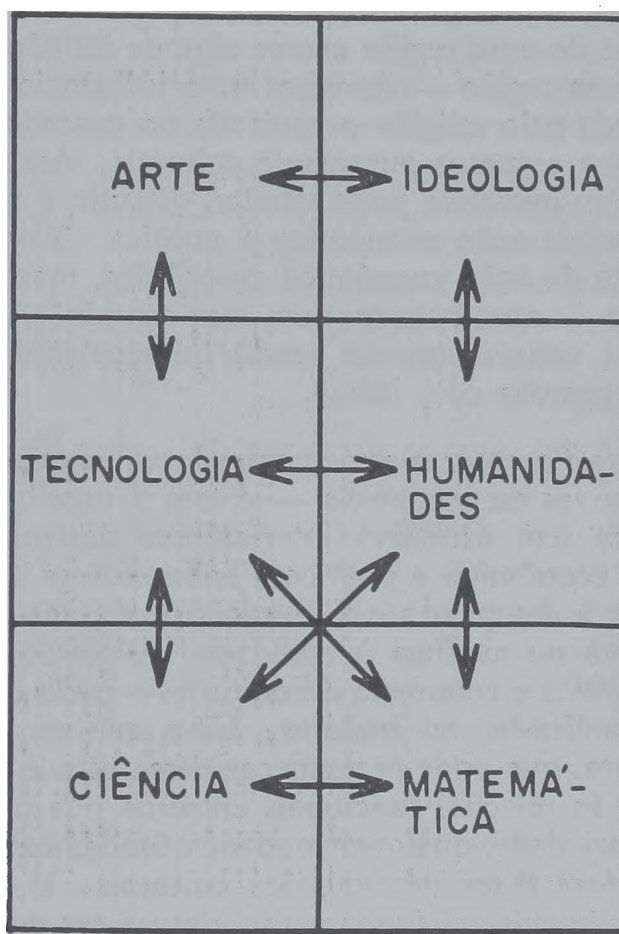 ARTE IDEOLOGIA
TECNOLOGIA HUMANIDA-
DES
CIÊNCIA MATEMÁ-
TICA